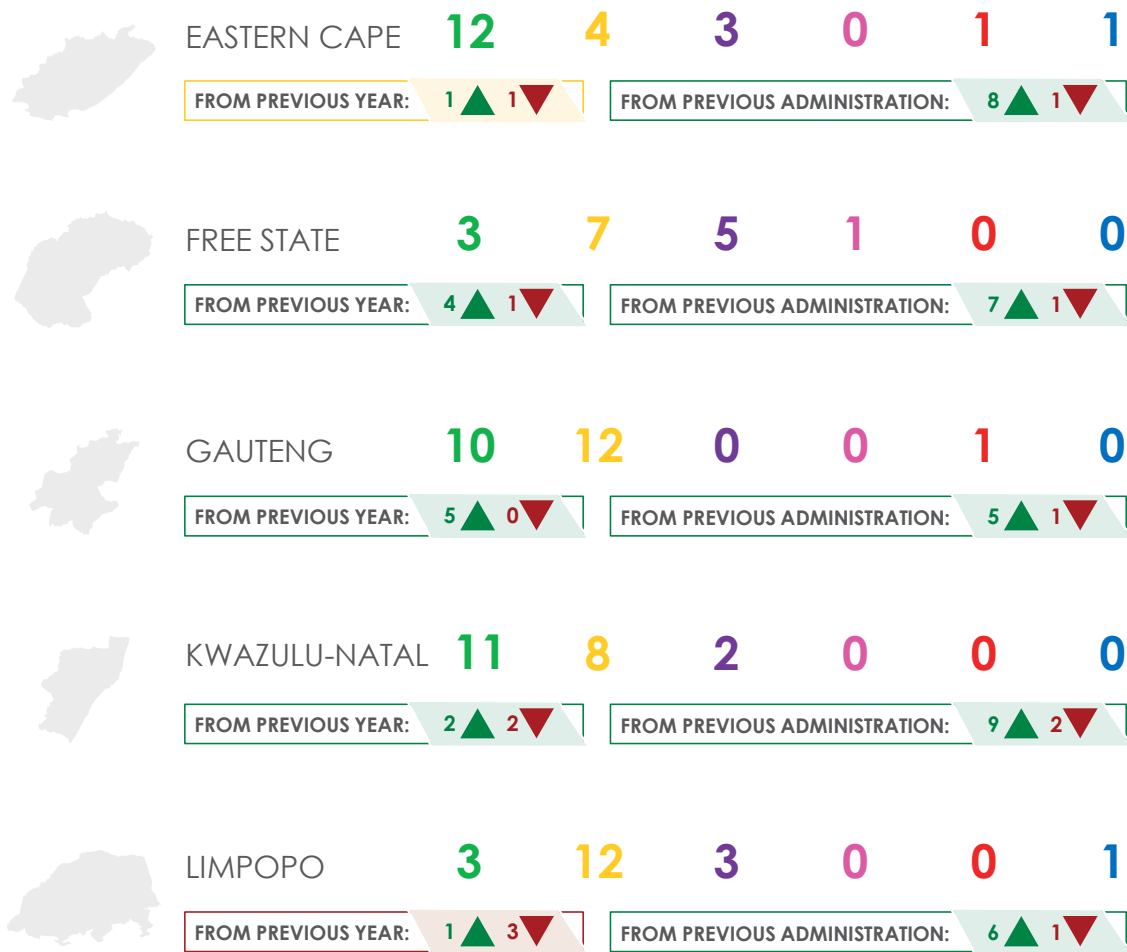 EASTERN CAPE 12 4 3 0 1 1
FROM PREVIOUS YEAR: 1 1 FROM PREVIOUS ADMINISTRATION: 8 1
FREE STATE 3 7 5 1 0 0
FROM PREVIOUS YEAR: 4 1 FROM PREVIOUS ADMINISTRATION: 7 1
GAUTENG 10 12 0 0 1 0
FROM PREVIOUS YEAR: 5 0 FROM PREVIOUS ADMINISTRATION: 5 1
KWAZULU-NATAL 11 8 2 0 0 0
FROM PREVIOUS YEAR: 2 2 FROM PREVIOUS ADMINISTRATION: 9 2
LIMPOPO 3 12 3 0 0 1
FROM PREVIOUS YEAR: 1 3 FROM PREVIOUS ADMINISTRATION: 6 1